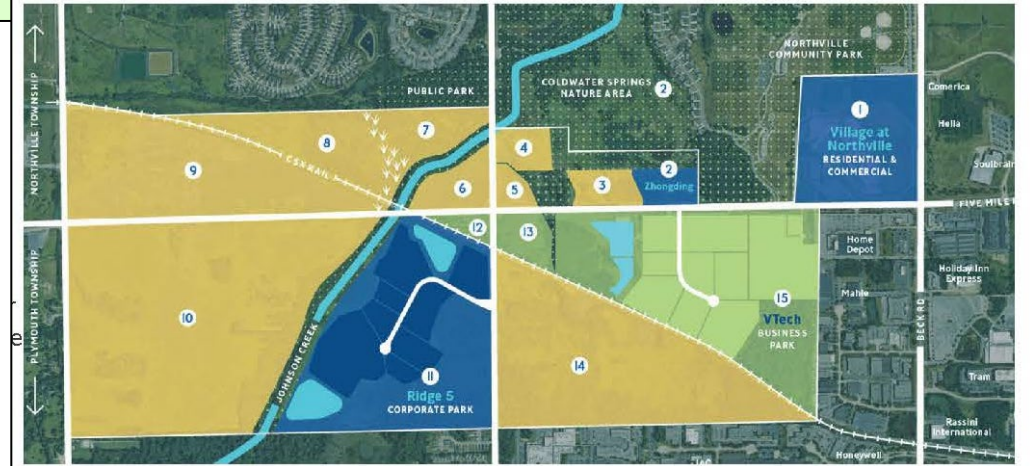 NORTHVILLE TOWNSHIP
PLYMOUTH TOWNSHIP
PUBLIC PARK
COLDWATER SPRINGS
NATURE AREA
2
NORTHVILLE
COMMUNITY PARK
1
Village at
Northville
RESIDENTIAL &
COMMERCIAL
Comerica
Hella
Soulbrain
9
8
7
CSX RAIL
6
4
5
3
2
Zhongding
FIVE MILE
10
JOHNSON CREEK
12
13
11
Ridge 5
CORPORATE PARK
14
15
VTech
BUSINESS
PARK
Home
Depot
Mahle
BECK RD
Holiday Inn
Express
Tram
Rassini
International
Honeywell
e